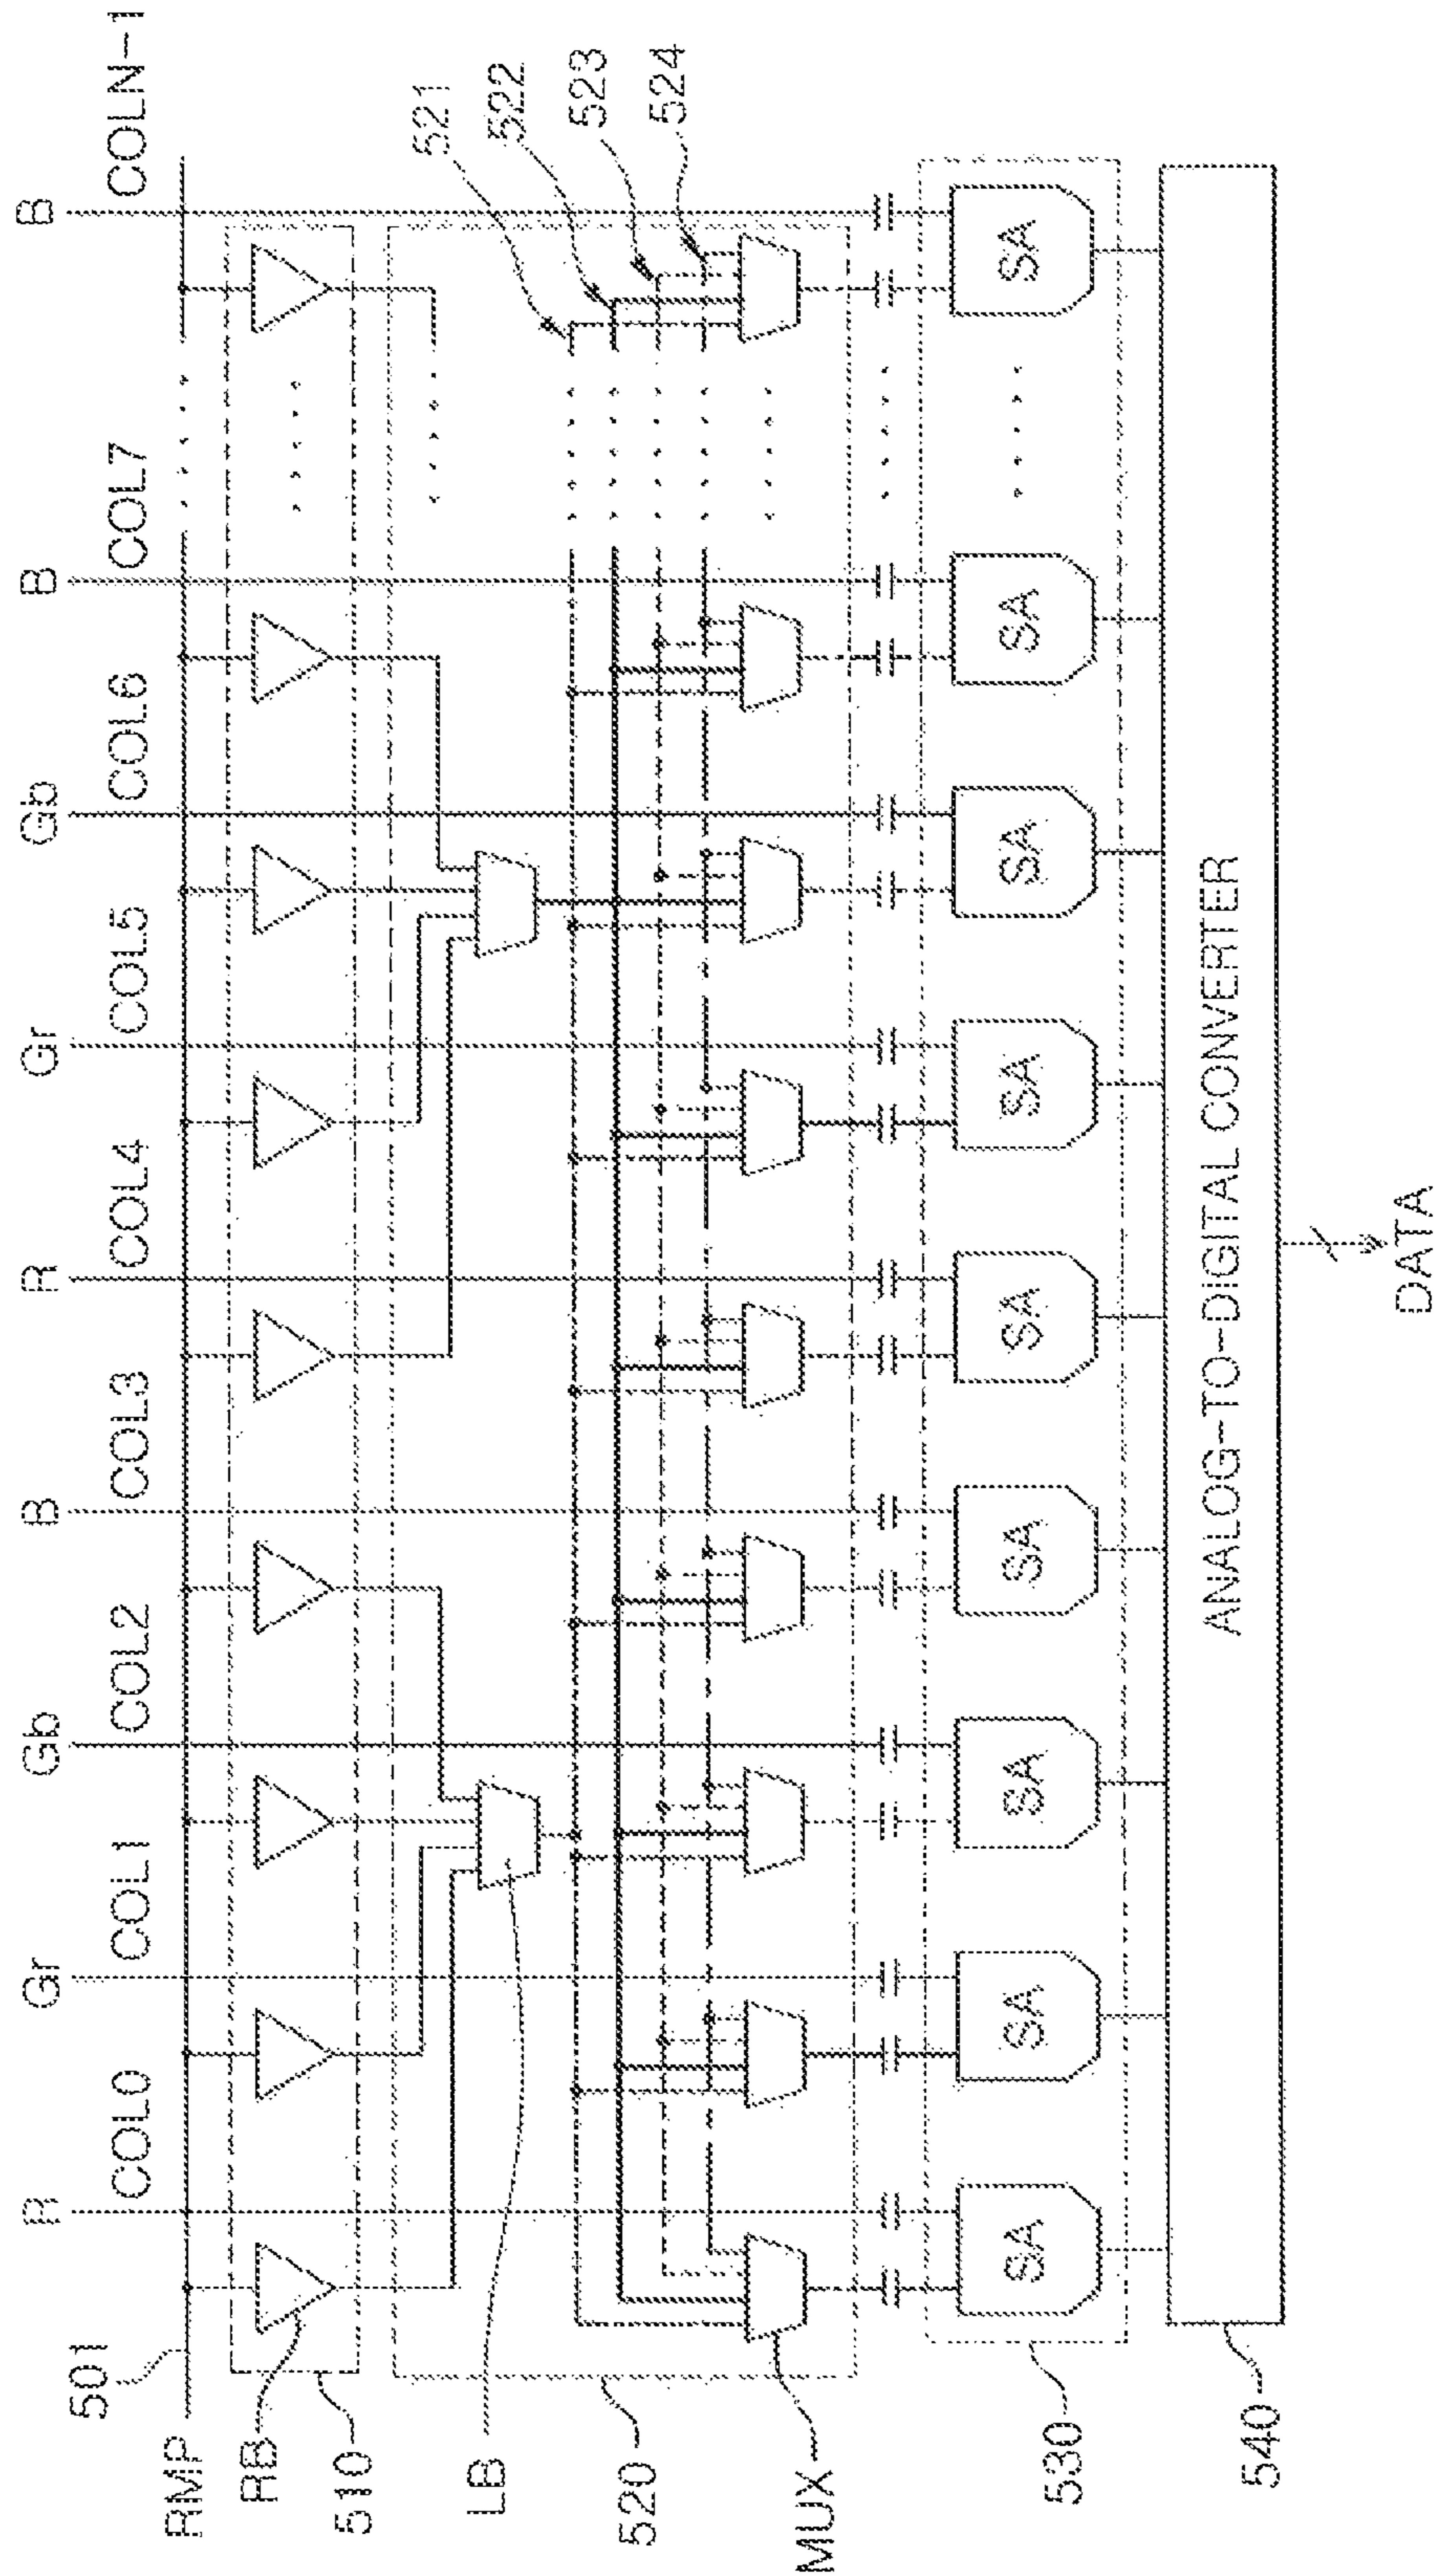 R Gr Gb B R Gr Gb B B
COL0 COL1 COL2 COL3 COL4 COL5 COL6 COL7 COLN-1
501
RMP
RB
510
LB
521
522
523
524
520
MUX
SA SA SA SA SA SA SA SA SA
530
ANALOG-TO-DIGITAL CONVERTER
540
DATA